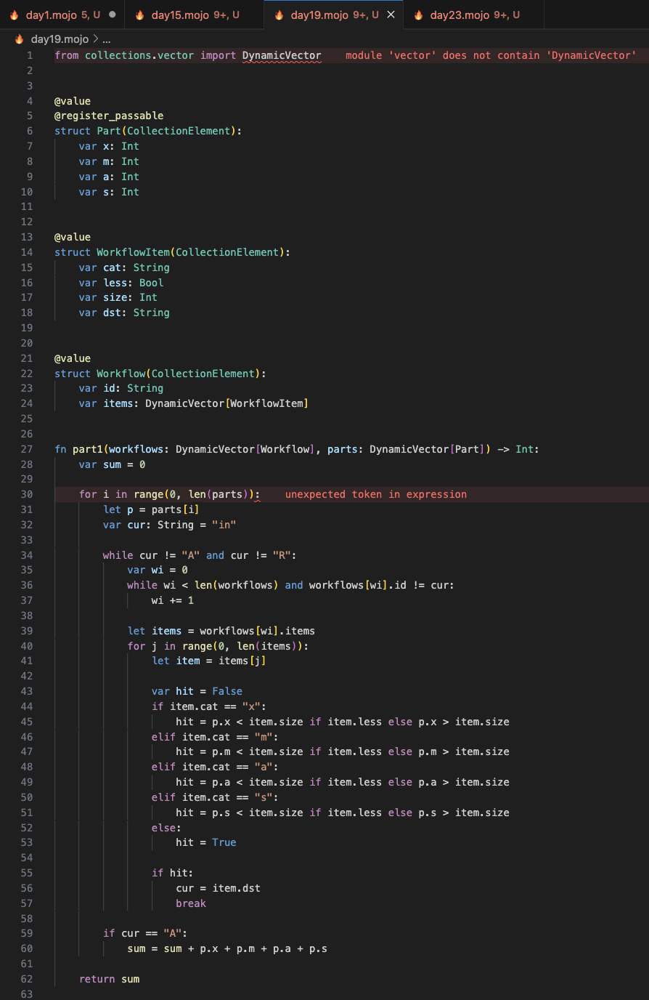 day1.mojo 5, U day15.mojo 9+, U day19.mojo 9+, U day23.mojo 9+, U
day19.mojo > ...
1 from collections.vector import DynamicVector module 'vector' does not contain 'DynamicVector'
2
3
4 @value
5 @register_passable
6 struct Part(CollectionElement):
7     var x: Int
8     var m: Int
9     var a: Int
10     var s: Int
11
12
13 @value
14 struct WorkflowItem(CollectionElement):
15     var cat: String
16     var less: Bool
17     var size: Int
18     var dst: String
19
20
21 @value
22 struct Workflow(CollectionElement):
23     var id: String
24     var items: DynamicVector[WorkflowItem]
25
26
27 fn part1(workflows: DynamicVector[Workflow], parts: DynamicVector[Part]) -> Int:
28     var sum = 0
29
30     for i in range(0, len(parts)): unexpected token in expression
31         let p = parts[i]
32         var cur: String = "in"
33
34         while cur != "A" and cur != "R":
35             var wi = 0
36             while wi < len(workflows) and workflows[wi].id != cur:
37                 wi += 1
38
39             let items = workflows[wi].items
40             for j in range(0, len(items)):
41                 let item = items[j]
42
43                 var hit = False
44                 if item.cat == "x":
45                     hit = p.x < item.size if item.less else p.x > item.size
46                 elif item.cat == "m":
47                     hit = p.m < item.size if item.less else p.m > item.size
48                 elif item.cat == "a":
49                     hit = p.a < item.size if item.less else p.a > item.size
50                 elif item.cat == "s":
51                     hit = p.s < item.size if item.less else p.s > item.size
52                 else:
53                     hit = True
54
55                 if hit:
56                     cur = item.dst
57                     break
58
59         if cur == "A":
60             sum = sum + p.x + p.m + p.a + p.s
61
62     return sum
63